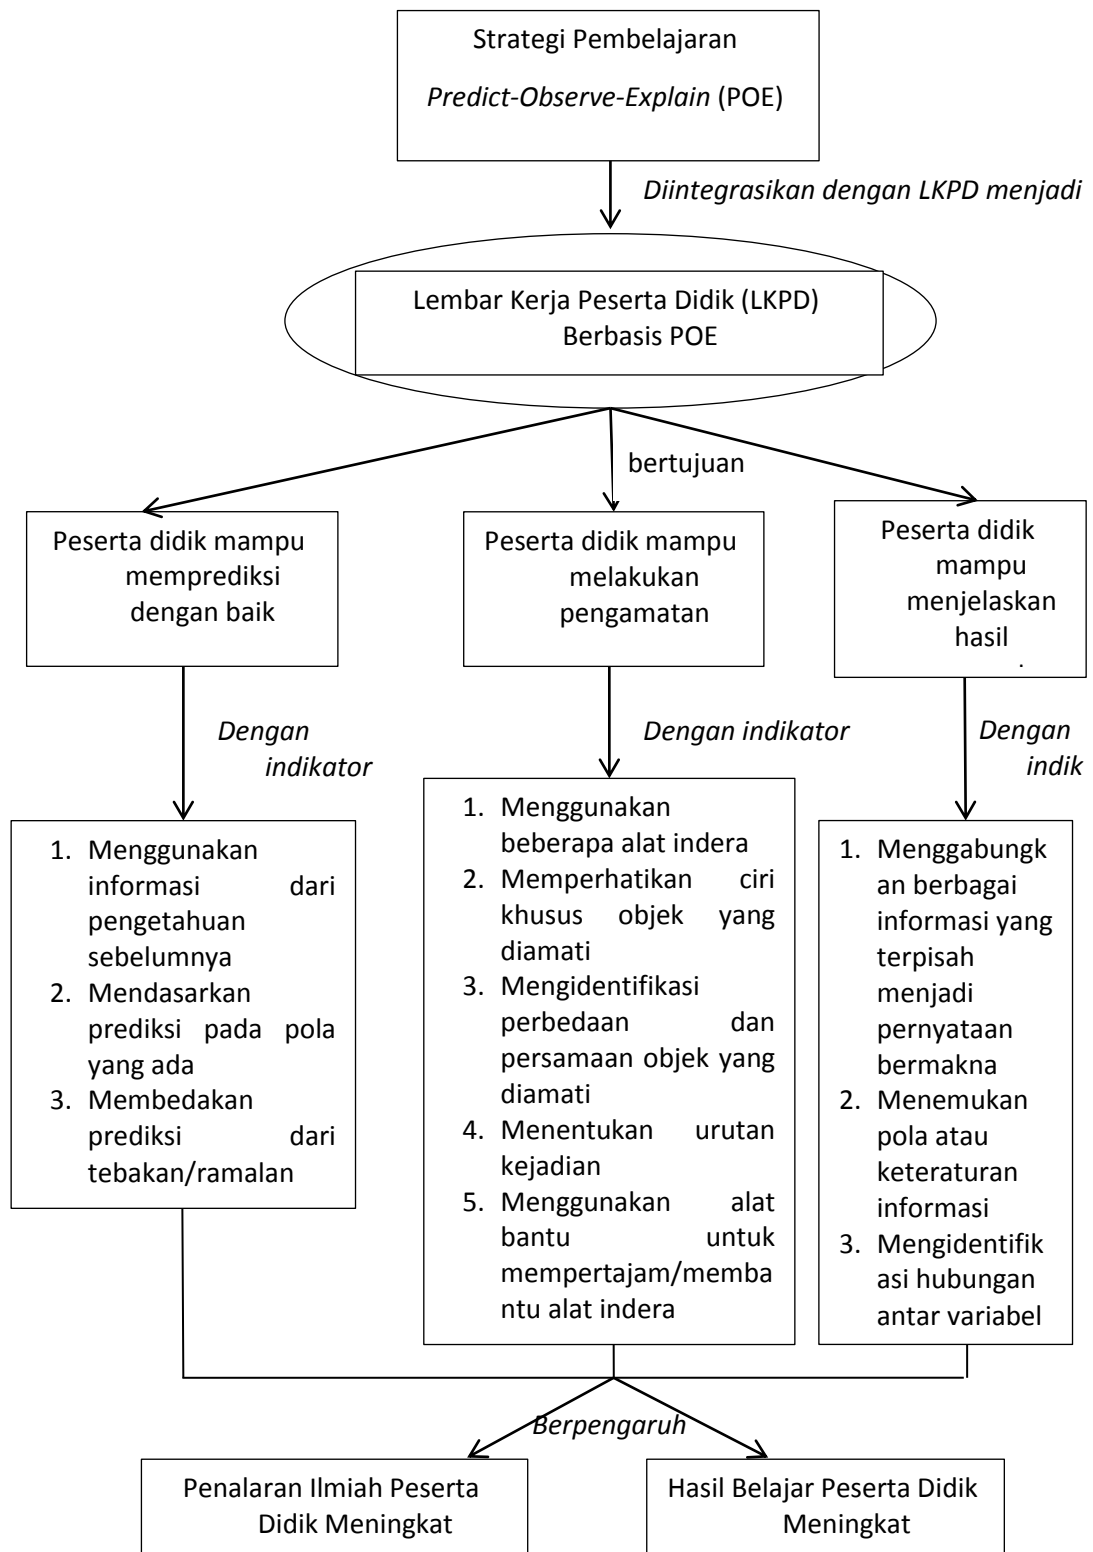 Strategi Pembelajaran
Predict-Observe-Explain (POE)
Diintegrasikan dengan LKPD menjadi
Lembar Kerja Peserta Didik (LKPD)
Berbasis POE
bertujuan
Peserta didik mampu
memprediksi
dengan baik
Peserta didik mampu
melakukan
pengamatan
Peserta didik
mampu
menjelaskan
hasil
Dengan
indikator
Dengan indikator
Dengan
indik
1. Menggunakan
informasi dari
pengetahuan
sebelumnya
2. Mendasarkan
prediksi pada pola
yang ada
3. Membedakan
prediksi dari
tebakan/ramalan
1. Menggunakan
beberapa alat indera
2. Memperhatikan ciri
khusus objek yang
diamati
3. Mengidentifikasi
perbedaan dan
persamaan objek yang
diamati
4. Menentukan urutan
kejadian
5. Menggunakan alat
bantu untuk
mempertajam/memba
ntu alat indera
1. Menggabungk
an berbagai
informasi yang
terpisah
menjadi
pernyataan
bermakna
2. Menemukan
pola atau
keteraturan
informasi
3. Mengidentifik
asi hubungan
antar variabel
Berpengaruh
Penalaran Ilmiah Peserta
Didik Meningkat
Hasil Belajar Peserta Didik
Meningkat